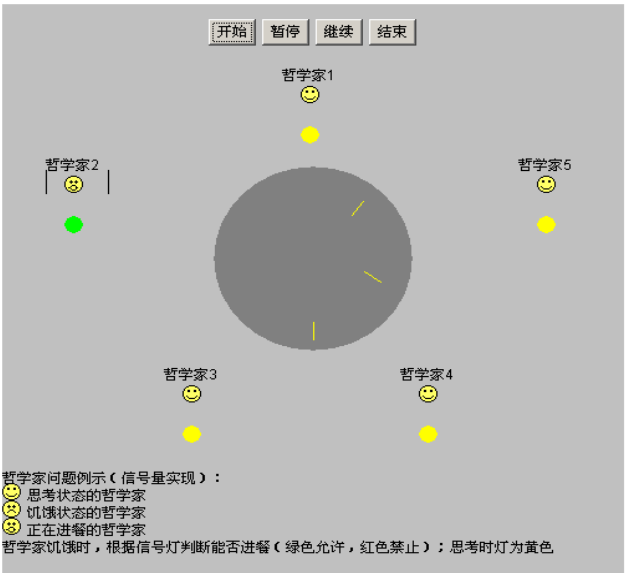 开始 暂停 继续 结束
哲学家1
哲学家2
哲学家5
哲学家3
哲学家4
哲学家问题例示(信号量实现):
思考状态的哲学家
饥饿状态的哲学家
正在进餐的哲学家
哲学家饥饿时,根据信号灯判断能否进餐(绿色允许,红色禁止);思考时灯为黄色